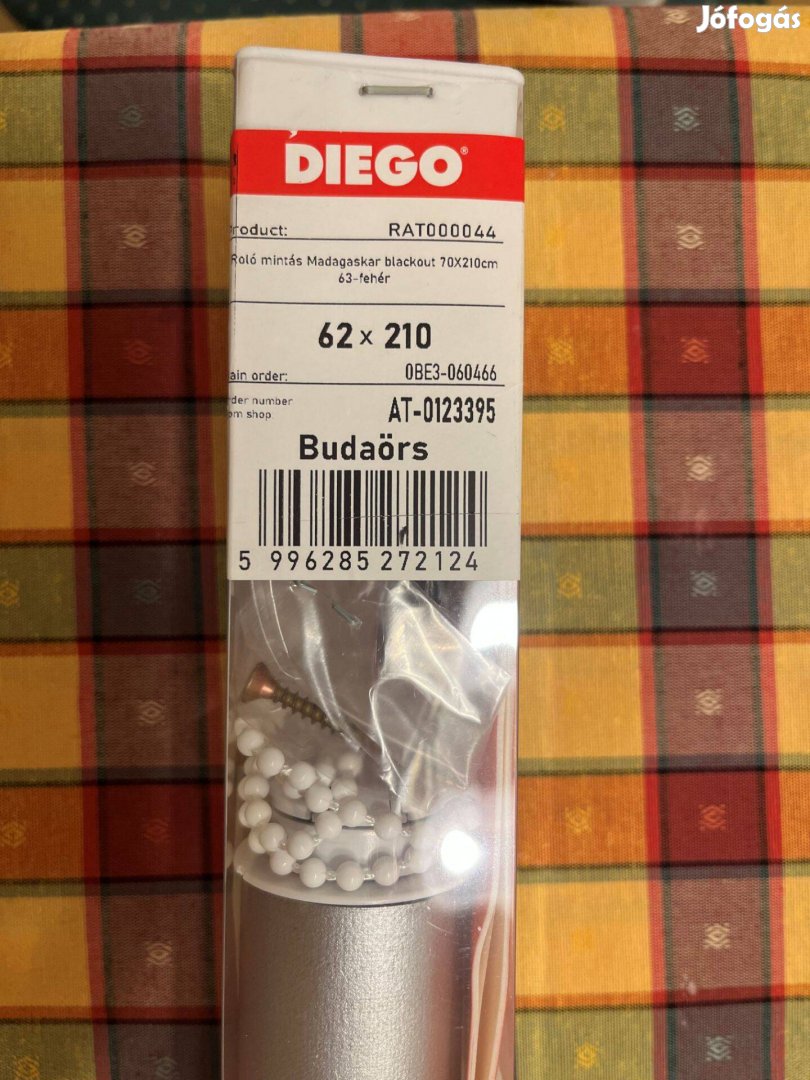 Jófogás
DIEGO®
roduct: RAT000044
Roló mintás Madagaskar blackout 70X210cm
63-fehér
62 x 210
ain order: 0BE3-060466
rder number
om shop: AT-0123395
Budaörs
5 996285 272124